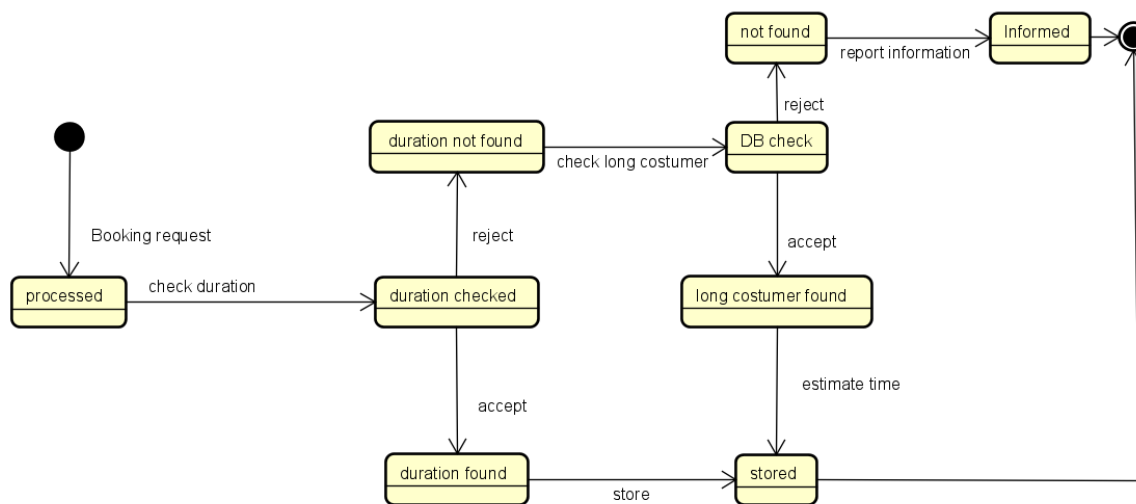 not found
Informed
report information
reject
duration not found
DB check
check long costumer
Booking request
reject
accept
processed
check duration
duration checked
long costumer found
estimate time
accept
duration found
stored
store